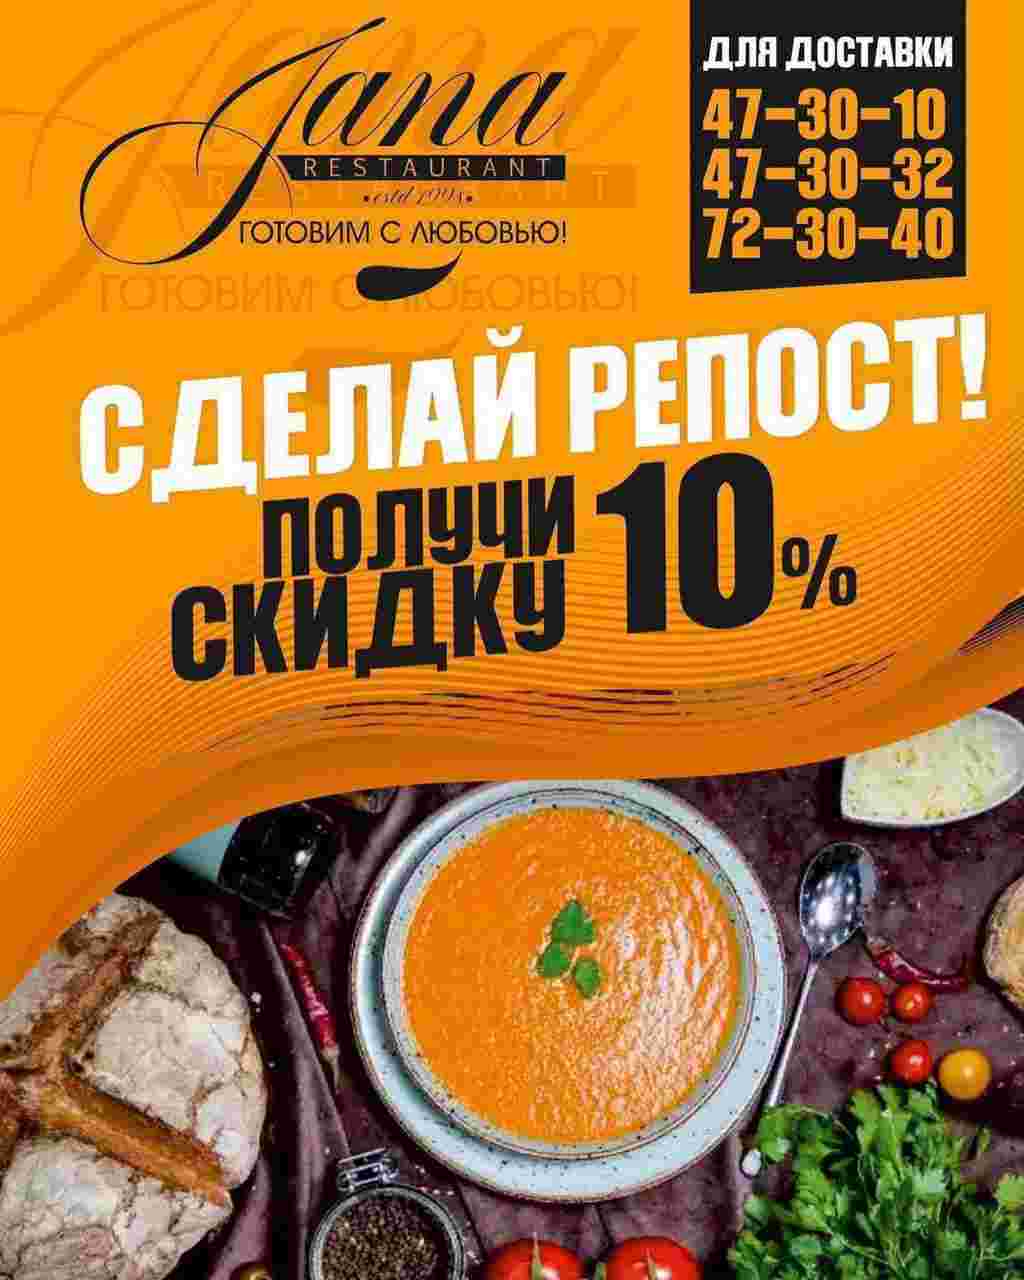 Jana
RESTAURANT
estd 1998
ГОТОВИМ С ЛЮБОВЬЮ!
ДЛЯ ДОСТАВКИ
47-30-10
47-30-32
72-30-40
СДЕЛАЙ РЕПОСТ!
ПОЛУЧИ
СКИДКУ 10%